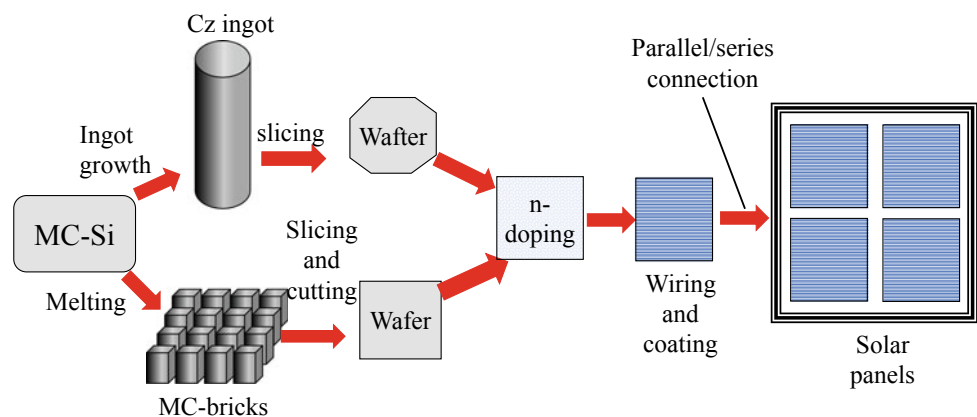 Cz ingot
Ingot
growth
slicing
Wafter
MC-Si
Melting
MC-bricks
Slicing
and
cutting
Wafer
n-
doping
Wiring
and
coating
Parallel/series
connection
Solar
panels